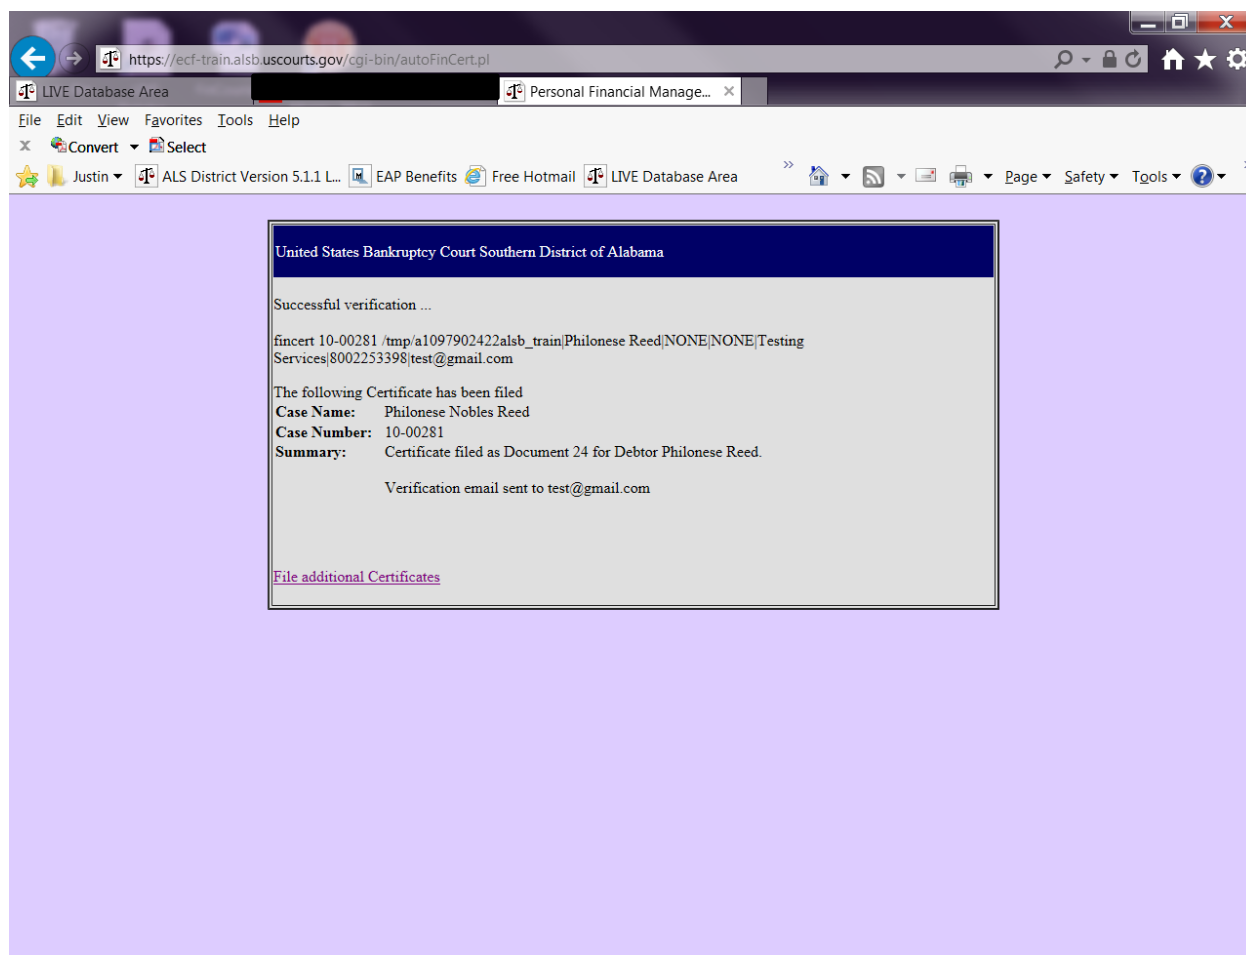 https://ecf-train.alsb.uscourts.gov/cgi-bin/autoFinCert.pl
LIVE Database Area
Personal Financial Manage...
File Edit View Favorites Tools Help
Convert Select
Justin ALS District Version 5.1.1 L... EAP Benefits Free Hotmail LIVE Database Area Page Safety Tools
United States Bankruptcy Court Southern District of Alabama
Successful verification ...
fincert 10-00281 /tmp/a1097902422alsb_train|Philonese Reed|NONE|NONE|Testing
Services|8002253398|test@gmail.com
The following Certificate has been filed
Case Name: Philonese Nobles Reed
Case Number: 10-00281
Summary: Certificate filed as Document 24 for Debtor Philonese Reed.
Verification email sent to test@gmail.com
File additional Certificates